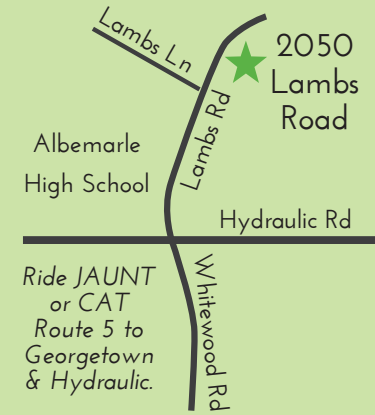 Lambs Ln
2050
Lambs
Road
Lambs Rd
Albemarle
High School
Hydraulic Rd
Ride JAUNT
or CAT
Route 5 to
Georgetown
& Hydraulic.
Whitewood Rd